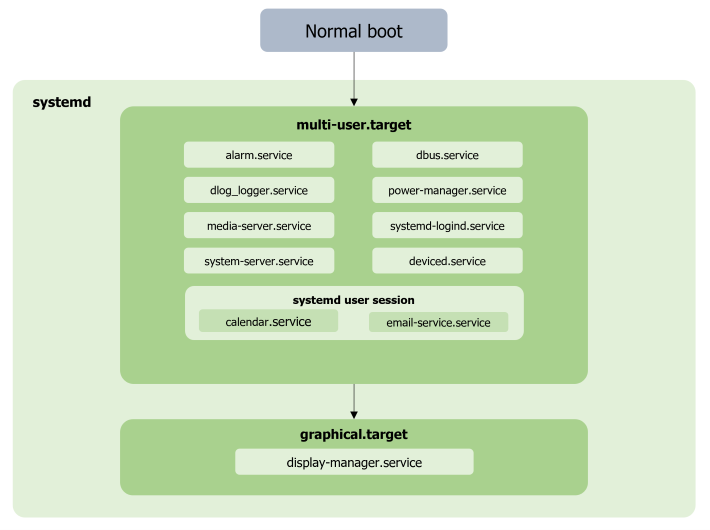 Normal boot
systemd
multi-user.target
alarm.service
dbus.service
dlog_logger.service
power-manager.service
media-server.service
systemd-logind.service
system-server.service
deviced.service
systemd user session
calendar.service
email-service.service
graphical.target
display-manager.service